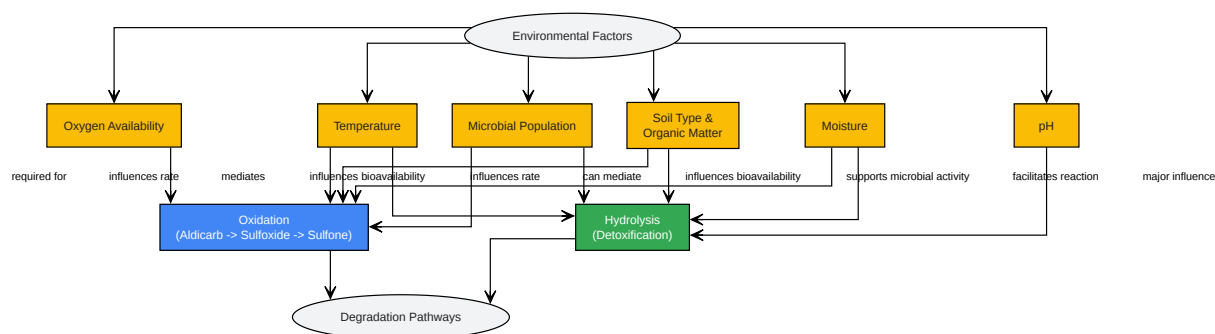 Environmental Factors
Oxygen Availability
Temperature
Microbial Population
Soil Type &
Organic Matter
Moisture
pH
required for
influences rate
mediates
influences bioavailability
influences rate
can mediate
influences bioavailability
supports microbial activity
facilitates reaction
major influence
Oxidation
(Aldicarb -> Sulfoxide -> Sulfone)
Hydrolysis
(Detoxification)
Degradation Pathways